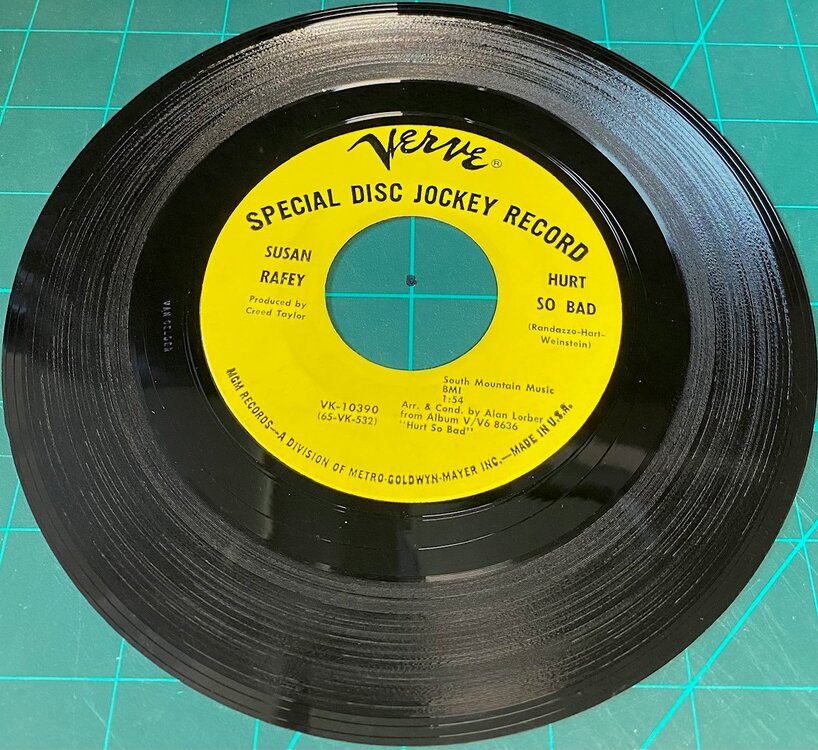 VERVE®
SPECIAL DISC JOCKEY RECORD
SUSAN
RAFEY
Produced by
Creed Taylor
HURT
SO BAD
(Randazzo-Hart-
Weinstein)
VAN GELDER
VK-10390
(65-VK-532)
South Mountain Music
BMI
1:54
Arr. & Cond. by Alan Lorber
from Album V/V6 8636
"Hurt So Bad"
MGM RECORDS—A DIVISION OF METRO-GOLDWYN-MAYER INC.—MADE IN U.S.A.